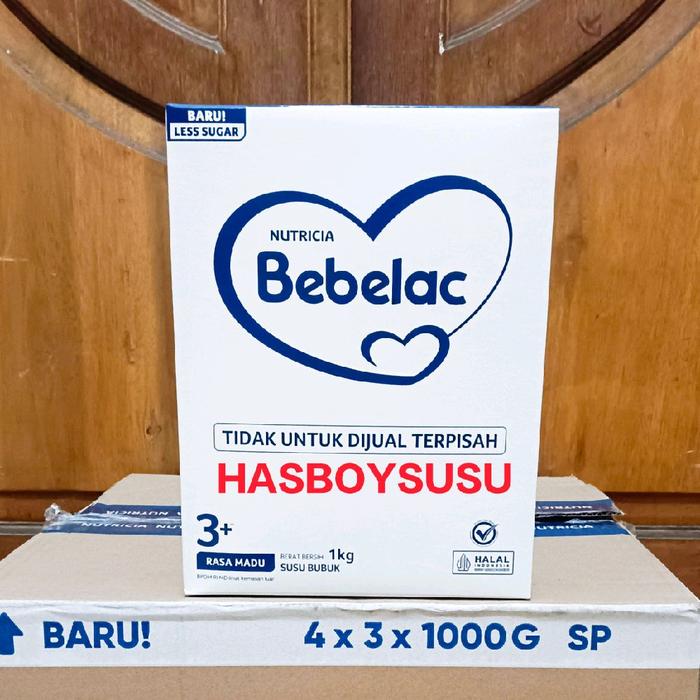 BARU!
LESS SUGAR
NUTRICIA
Bebelac
TIDAK UNTUK DIJUAL TERPISAH
HASBOYSUSU
3+
RASA MADU
BERAT BERSIH 1kg
SUSU BUBUK
HALAL
INDONESIA
NUTRICIA
BARU!
4 x 3 x 1000G SP